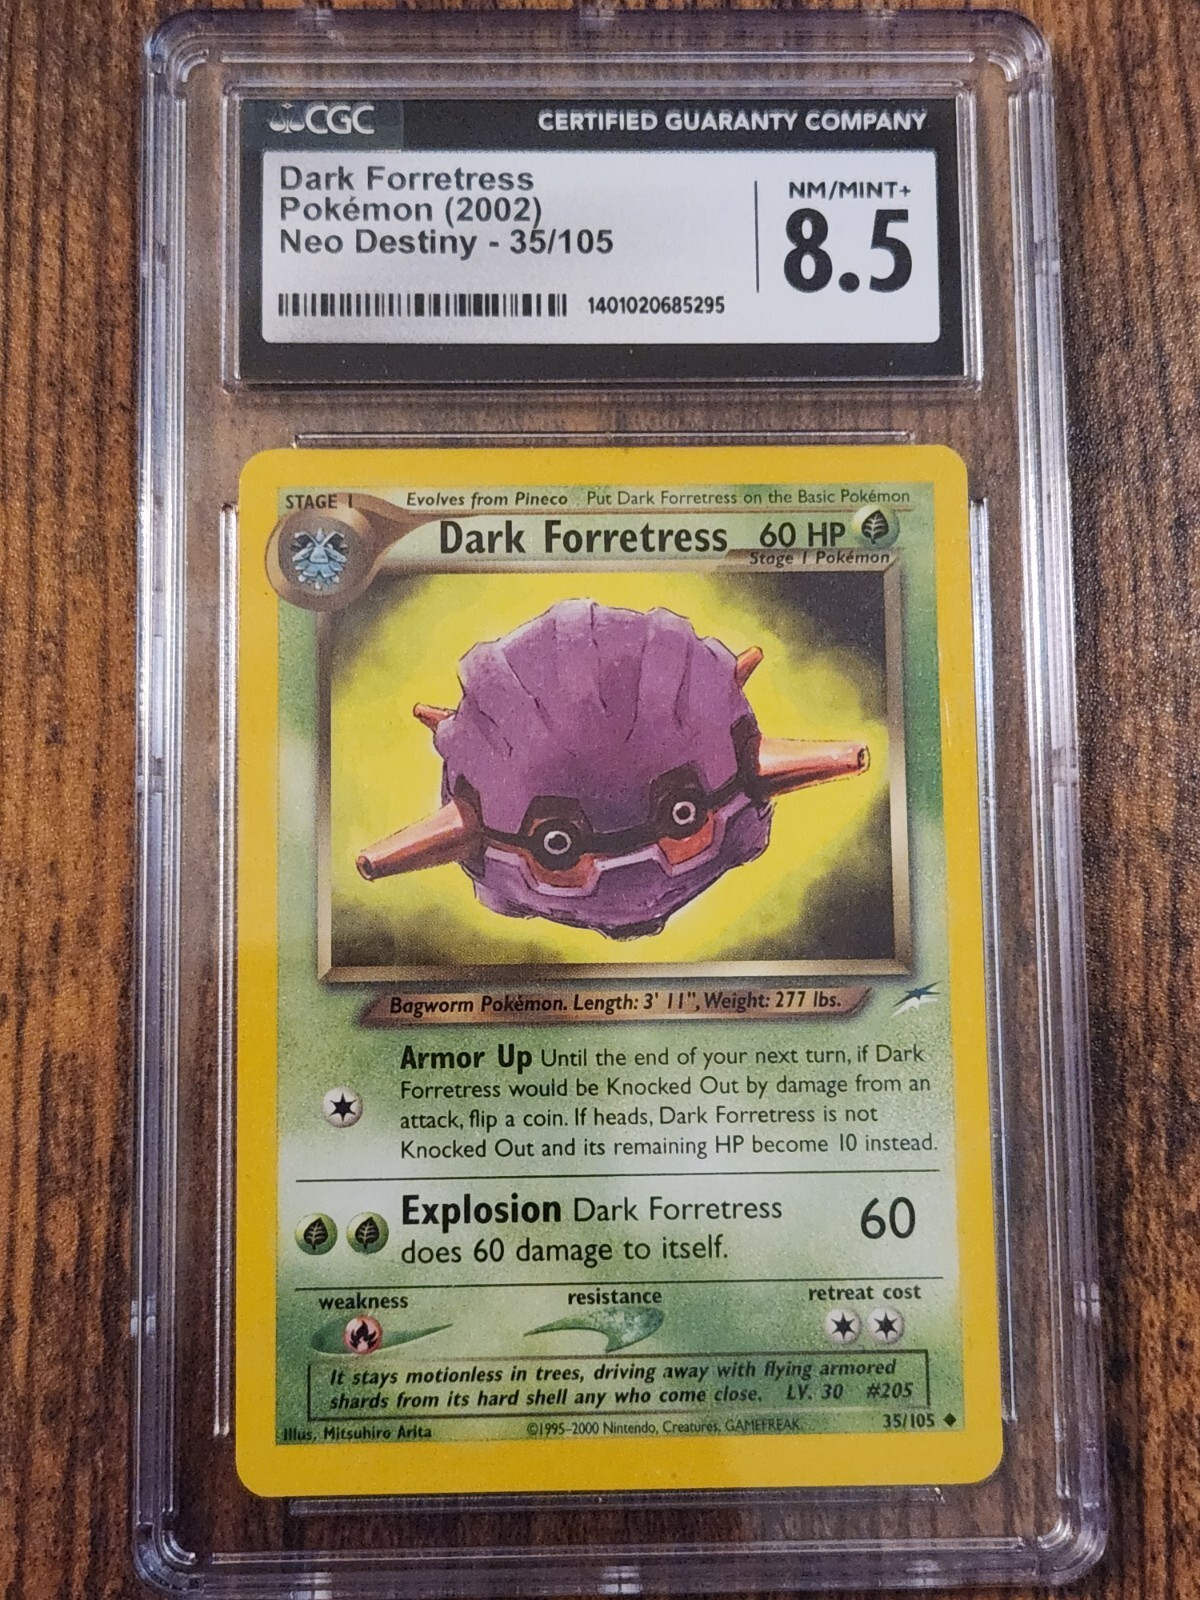 CGC
CERTIFIED GUARANTY COMPANY
Dark Forretress
Pokémon (2002)
Neo Destiny - 35/105
NM/MINT+
8.5
1401020685295
STAGE 1
Evolves from Pineco Put Dark Forretress on the Basic Pokémon
Dark Forretress 60 HP
Stage 1 Pokémon
Bagworm Pokémon. Length: 3' 11", Weight: 277 lbs.
Armor Up Until the end of your next turn, if Dark
Forretress would be Knocked Out by damage from an
attack, flip a coin. If heads, Dark Forretress is not
Knocked Out and its remaining HP become 10 instead.
Explosion Dark Forretress
does 60 damage to itself.
60
weakness
resistance
retreat cost
It stays motionless in trees, driving away with flying armored
shards from its hard shell any who come close. LV. 30 #205
Illus. Mitsuhiro Arita
©1995-2000 Nintendo, Creatures, GAMEFREAK.
35/105